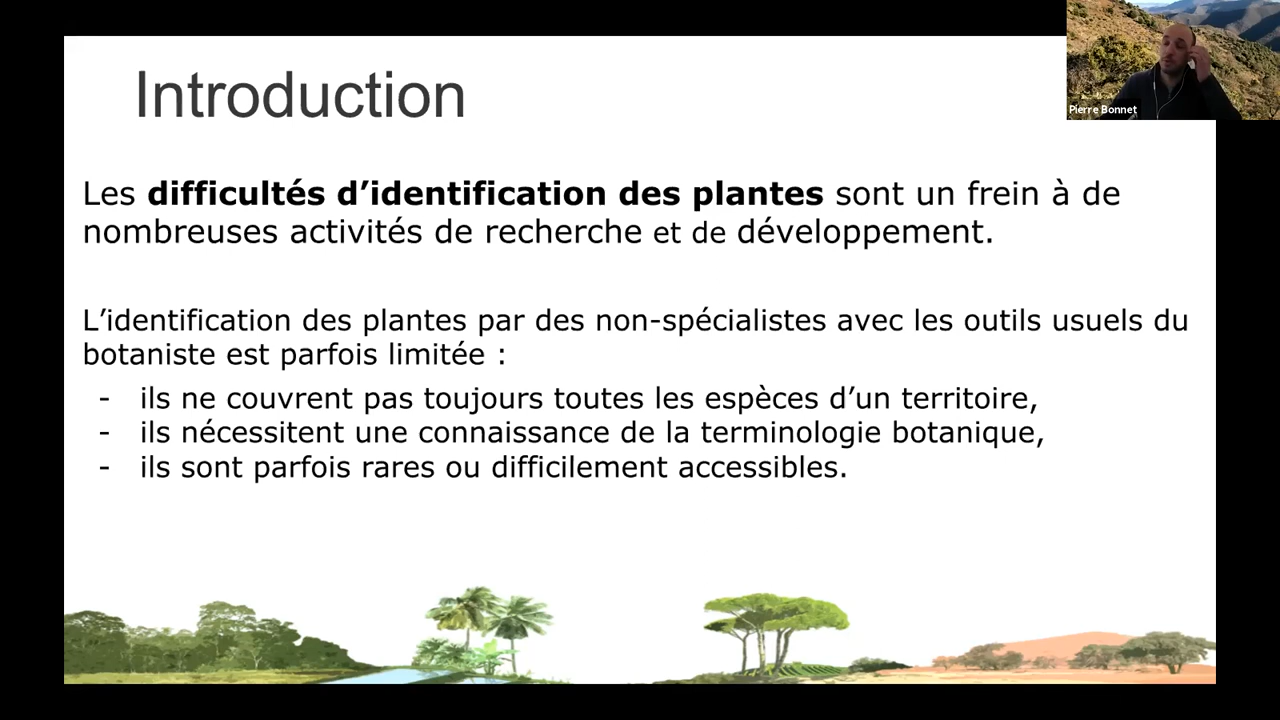 Introduction
Pierre Bonnet
Les difficultés d’identification des plantes sont un frein à de
nombreuses activités de recherche et de développement.
L’identification des plantes par des non-spécialistes avec les outils usuels du
botaniste est parfois limitée :
- ils ne couvrent pas toujours toutes les espèces d’un territoire,
- ils nécessitent une connaissance de la terminologie botanique,
- ils sont parfois rares ou difficilement accessibles.